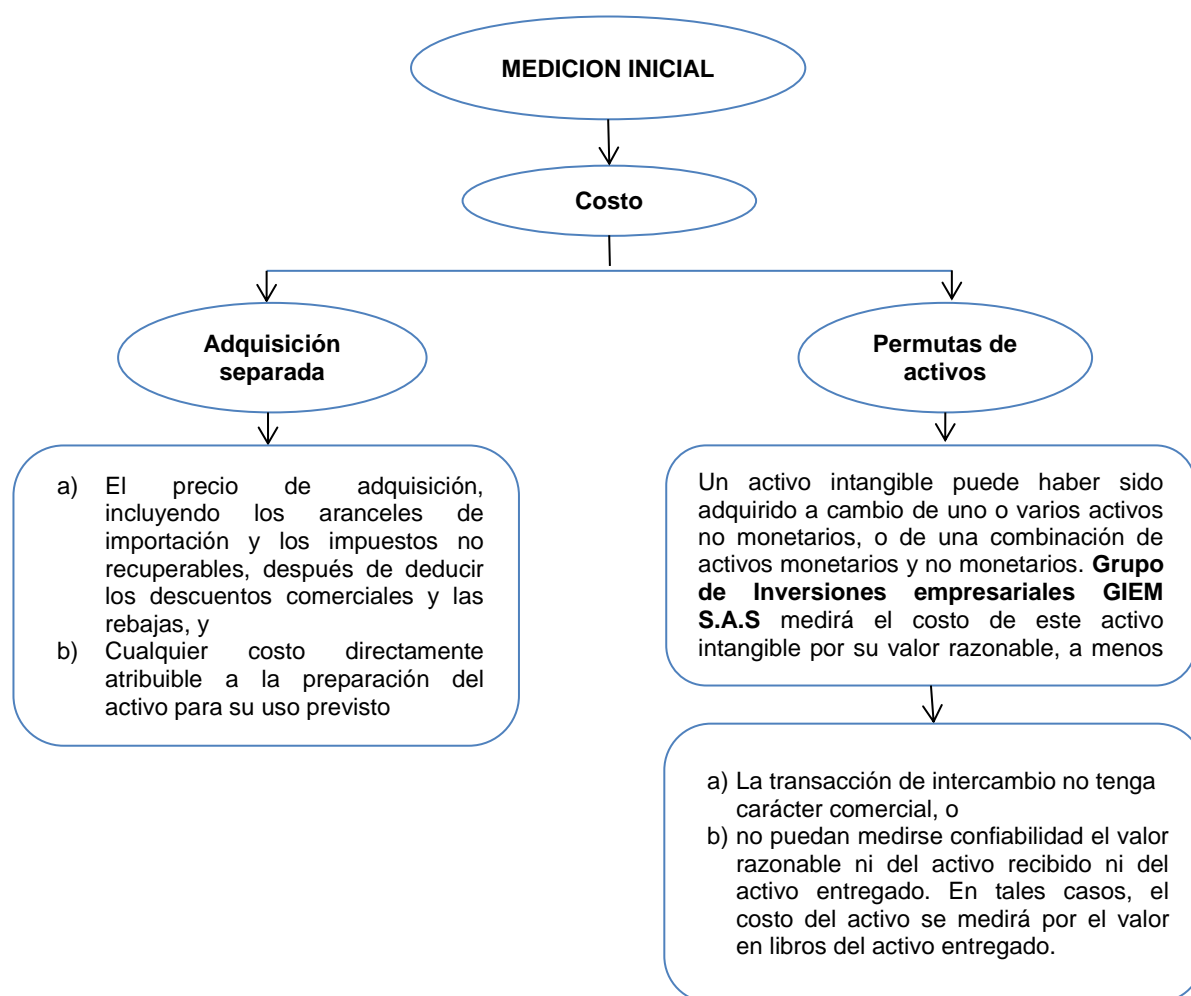 MEDICION INICIAL
Costo
Adquisición
separada
Permutas de
activos
a) El precio de adquisición,
incluyendo los aranceles de
importación y los impuestos no
recuperables, después de deducir
los descuentos comerciales y las
rebajas, y
b) Cualquier costo directamente
atribuible a la preparación del
activo para su uso previsto
Un activo intangible puede haber sido
adquirido a cambio de uno o varios activos
no monetarios, o de una combinación de
activos monetarios y no monetarios. Grupo
de Inversiones empresariales GIEM
S.A.S medirá el costo de este activo
intangible por su valor razonable, a menos
a) La transacción de intercambio no tenga
carácter comercial, o
b) no puedan medirse confiabilidad el valor
razonable ni del activo recibido ni del
activo entregado. En tales casos, el
costo del activo se medirá por el valor
en libros del activo entregado.